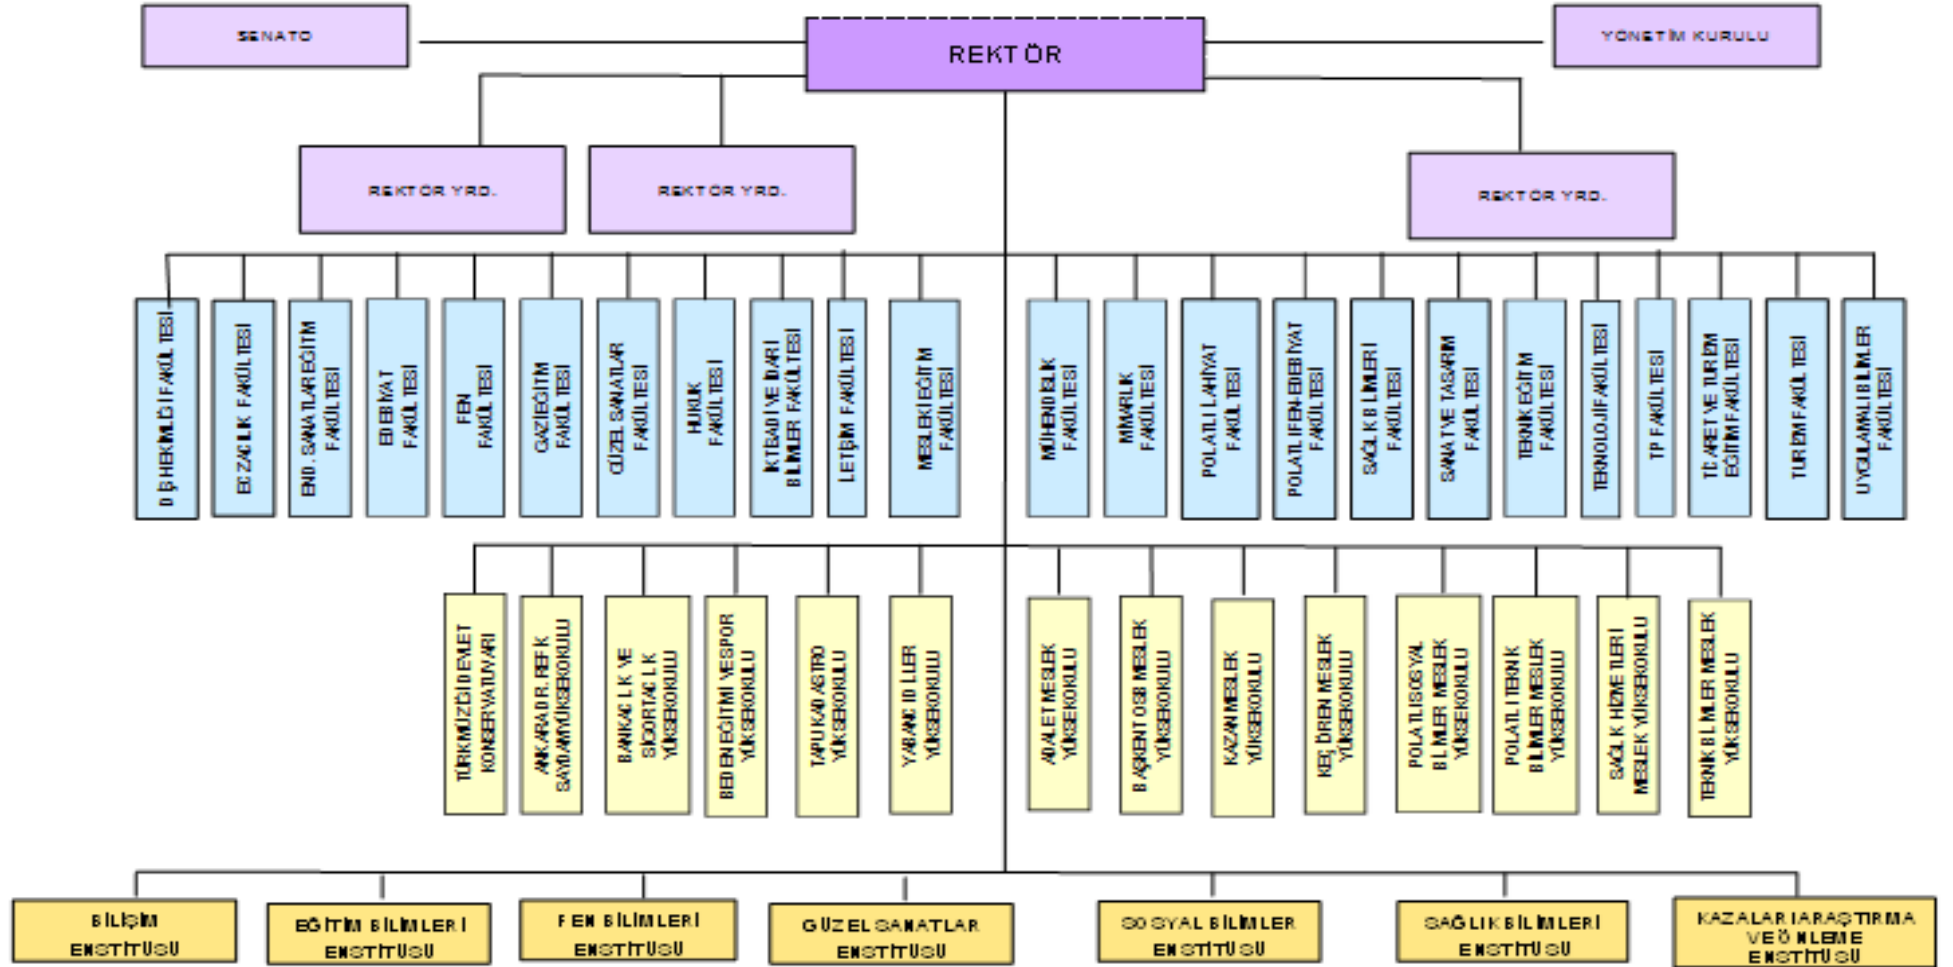 SENATO
REKTÖR
YÖNETİM KURULU
REKTÖR YRD.
REKTÖR YRD.
REKTÖR YRD.
DİŞ HEKİMLİĞİ FAKÜLTESİ
ECZACILIK FAKÜLTESİ
END. SANATLAR EĞİTİM
FAKÜLTESİ
EDEBİYAT
FAKÜLTESİ
FEN
FAKÜLTESİ
GAZİ EĞİTİM
FAKÜLTESİ
GÜZEL SANATLAR
FAKÜLTESİ
HUKUK
FAKÜLTESİ
İKTİSADİ VE İDARİ
BİLİMLER FAKÜLTESİ
İLETİŞİM FAKÜLTESİ
MESLEKİ EĞİTİM
FAKÜLTESİ
MÜHENDİSLİK
FAKÜLTESİ
MİMARLIK
FAKÜLTESİ
POLATLI İLAHİYAT
FAKÜLTESİ
POLATLI FEN-EDEBİYAT
FAKÜLTESİ
SAĞLIK BİLİMLERİ
FAKÜLTESİ
SANAT VE TASARIM
FAKÜLTESİ
TEKNİK EĞİTİM
FAKÜLTESİ
TEKNOLOJİ FAKÜLTESİ
TIP FAKÜLTESİ
TİCARET VE TURİZM
EĞİTİM FAKÜLTESİ
TURİZM FAKÜLTESİ
UYGULAMALI BİLİMLER
FAKÜLTESİ
TÜRK MÜZİĞİ DEVLET
KONSERVATUVARI
ANKARA DR. REFİK
SAYDAM YÜKSEKOKULU
BANKACILIK VE
SİGORTACILIK
YÜKSEKOKULU
BEDEN EĞİTİMİ VE SPOR
YÜKSEKOKULU
TAPU KADASTRO
YÜKSEKOKULU
YABANCI DİLLER
YÜKSEKOKULU
ADALET MESLEK
YÜKSEKOKULU
BAŞKENT OSB MESLEK
YÜKSEKOKULU
KAZAN MESLEK
YÜKSEKOKULU
KEÇİÖREN MESLEK
YÜKSEKOKULU
POLATLI SOSYAL
BİLİMLER MESLEK
YÜKSEKOKULU
POLATLI TEKNİK
BİLİMLER MESLEK
YÜKSEKOKULU
SAĞLIK HİZMETLERİ
MESLEK YÜKSEKOKULU
TEKNİK BİLİMLER MESLEK
YÜKSEKOKULU
BİLİŞİM
ENSTİTÜSÜ
EĞİTİM BİLİMLERİ
ENSTİTÜSÜ
FEN BİLİMLERİ
ENSTİTÜSÜ
GÜZEL SANATLAR
ENSTİTÜSÜ
SOSYAL BİLİMLER
ENSTİTÜSÜ
SAĞLIK BİLİMLERİ
ENSTİTÜSÜ
KAZALARI ARAŞTIRMA
VE ÖNLEME
ENSTİTÜSÜ